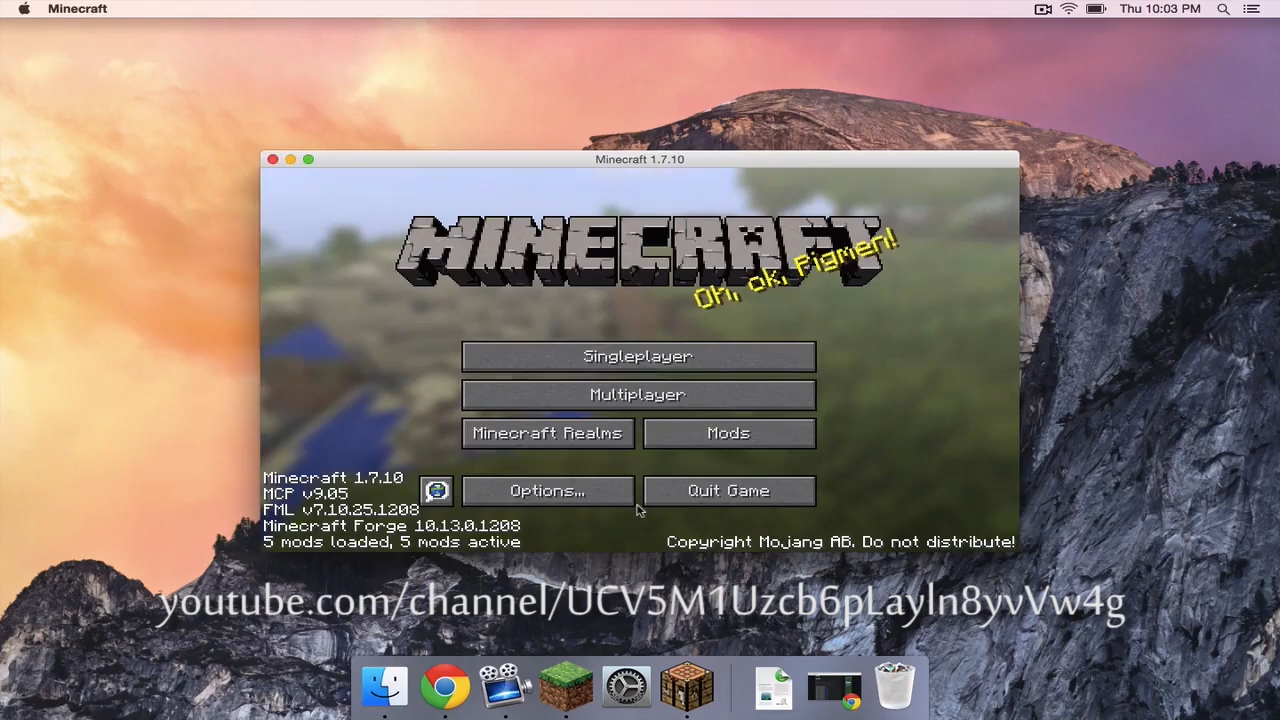 Minecraft
Thu 10:03 PM
Minecraft 1.7.10
MINECRAFT
Oh, ok, Pigmen!
Singleplayer
Multiplayer
Minecraft Realms
Mods
Options...
Quit Game
Minecraft 1.7.10
MCP v9.05
FML v7.10.25.1208
Minecraft Forge 10.13.0.1208
5 mods loaded, 5 mods active
Copyright Mojang AB. Do not distribute!
youtube.com/channel/UCV5M1Uzcb6pLayln8yvVw4g